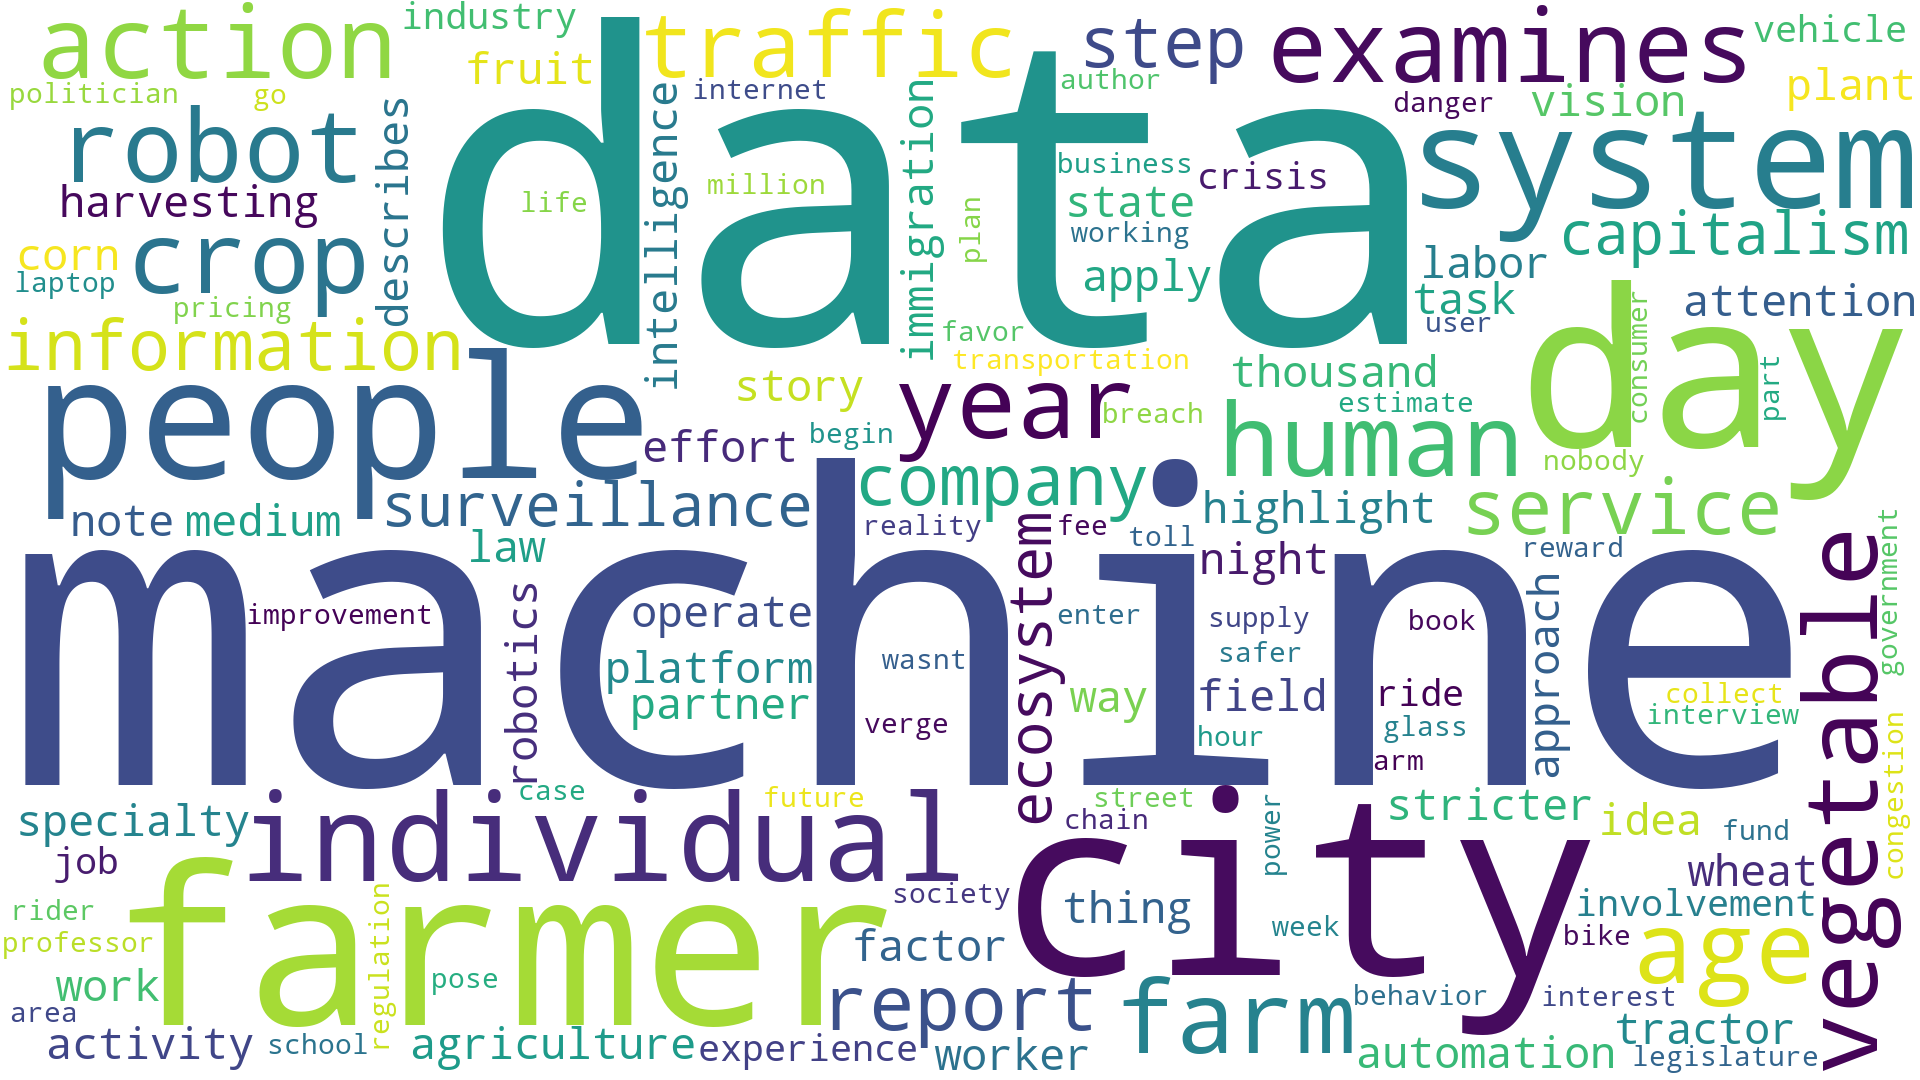 action
industry
traffic
step
examines
vehicle
politician
go
fruit
internet
author
danger
vision
plant
robot
describes
data
intelligence
immigration
business
crisis
system
harvesting
life
million
plan
state
working
capitalism
corn
crop
laptop
pricing
apply
labor
task
attention
information
favor
transportation
user
day
consumer
part
people
story
year
breach
thousand
estimate
human
nobody
effort
begin
company
surveillance
highlight
service
note
medium
law
reality
fee
toll
night
reward
government
machine
improvement
robotics
operate
ecosystem
enter
supply
book
approach
vegetable
platform
wasnt
safer
partner
way
field
ride
collect
interview
verge
hour
glass
arm
congestion
case
future
street
power
stricter
specialty
individual
chain
city
idea
fund
job
farmer
society
thing
week
wheat
involvement
rider
professor
regulation
factor
bike
age
work
pose
report
farm
behavior
interest
area
activity
school
agriculture
experience
worker
automation
tractor
legislature